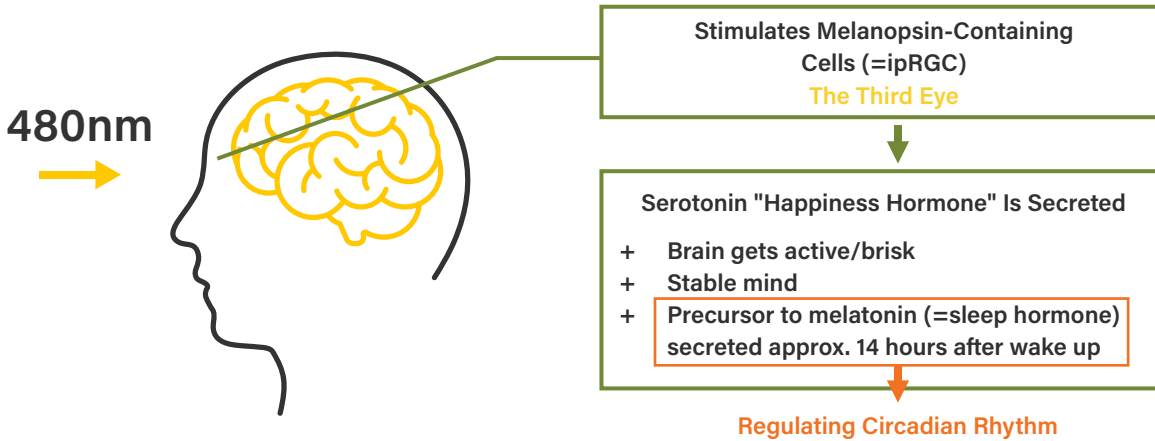 480nm
Stimulates Melanopsin-Containing
Cells (=ipRGC)
The Third Eye
Serotonin "Happiness Hormone" Is Secreted
+ Brain gets active/brisk
+ Stable mind
+ Precursor to melatonin (=sleep hormone)
secreted approx. 14 hours after wake up
Regulating Circadian Rhythm